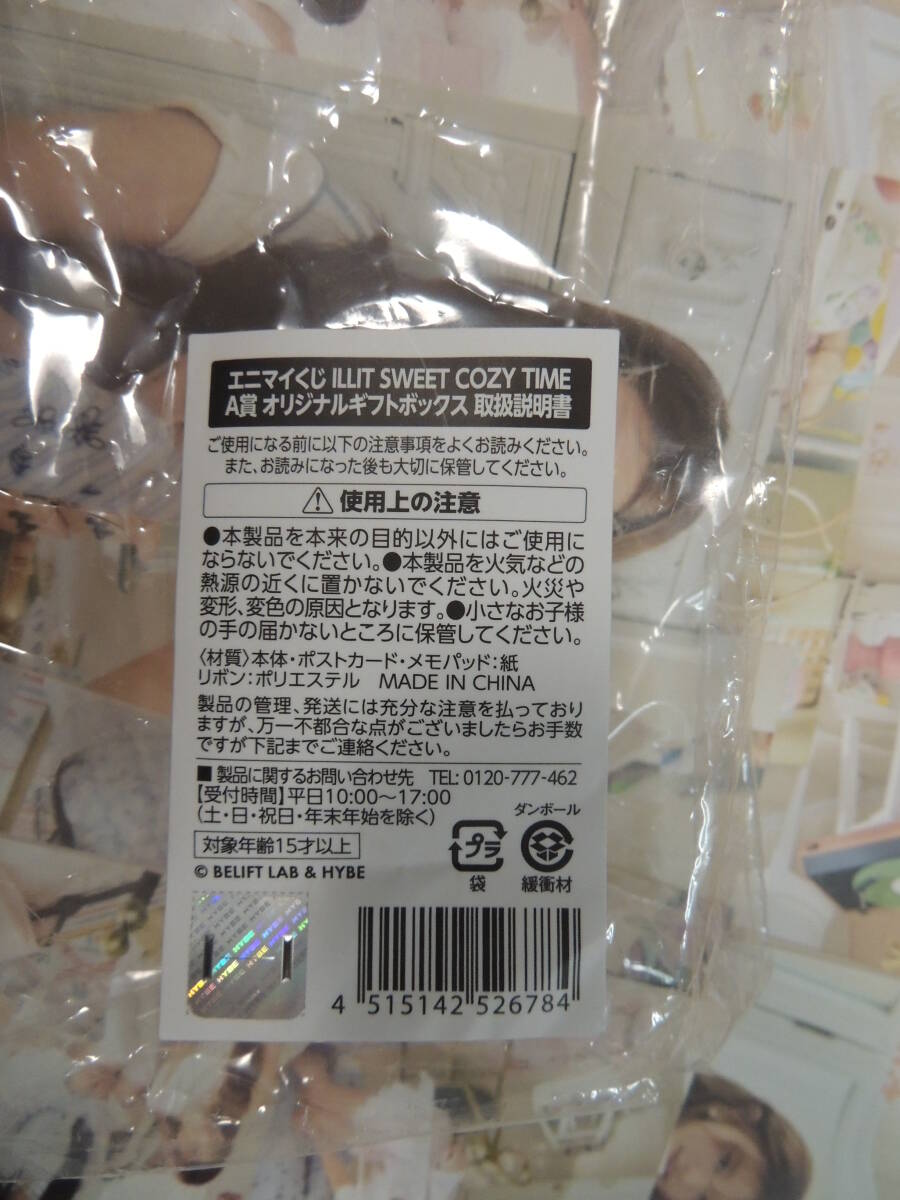 エニマイくじ ILLIT SWEET COZY TIME
A賞 オリジナルギフトボックス 取扱説明書
ご使用になる前に以下の注意事項をよくお読みください。
また、お読みになった後も大切に保管してください。
使用上の注意
●本製品を本来の目的以外にはご使用に
ならないでください。●本製品を火気などの
熱源の近くに置かないでください。火災や
変形、変色の原因となります。●小さなお子様
の手の届かないところに保管してください。
〈材質〉本体・ポストカード・メモパッド:紙
リボン:ポリエステル MADE IN CHINA
製品の管理、発送には充分な注意を払っており
ますが、万一不都合な点がございましたらお手数
ですが下記までご連絡ください。
■製品に関するお問い合わせ先 TEL: 0120-777-462
【受付時間】平日10:00〜17:00
(土・日・祝日・年末年始を除く)
対象年齢15才以上
© BELIFT LAB & HYBE
プラ
袋
ダンボール
緩衝材
4 515142 526784